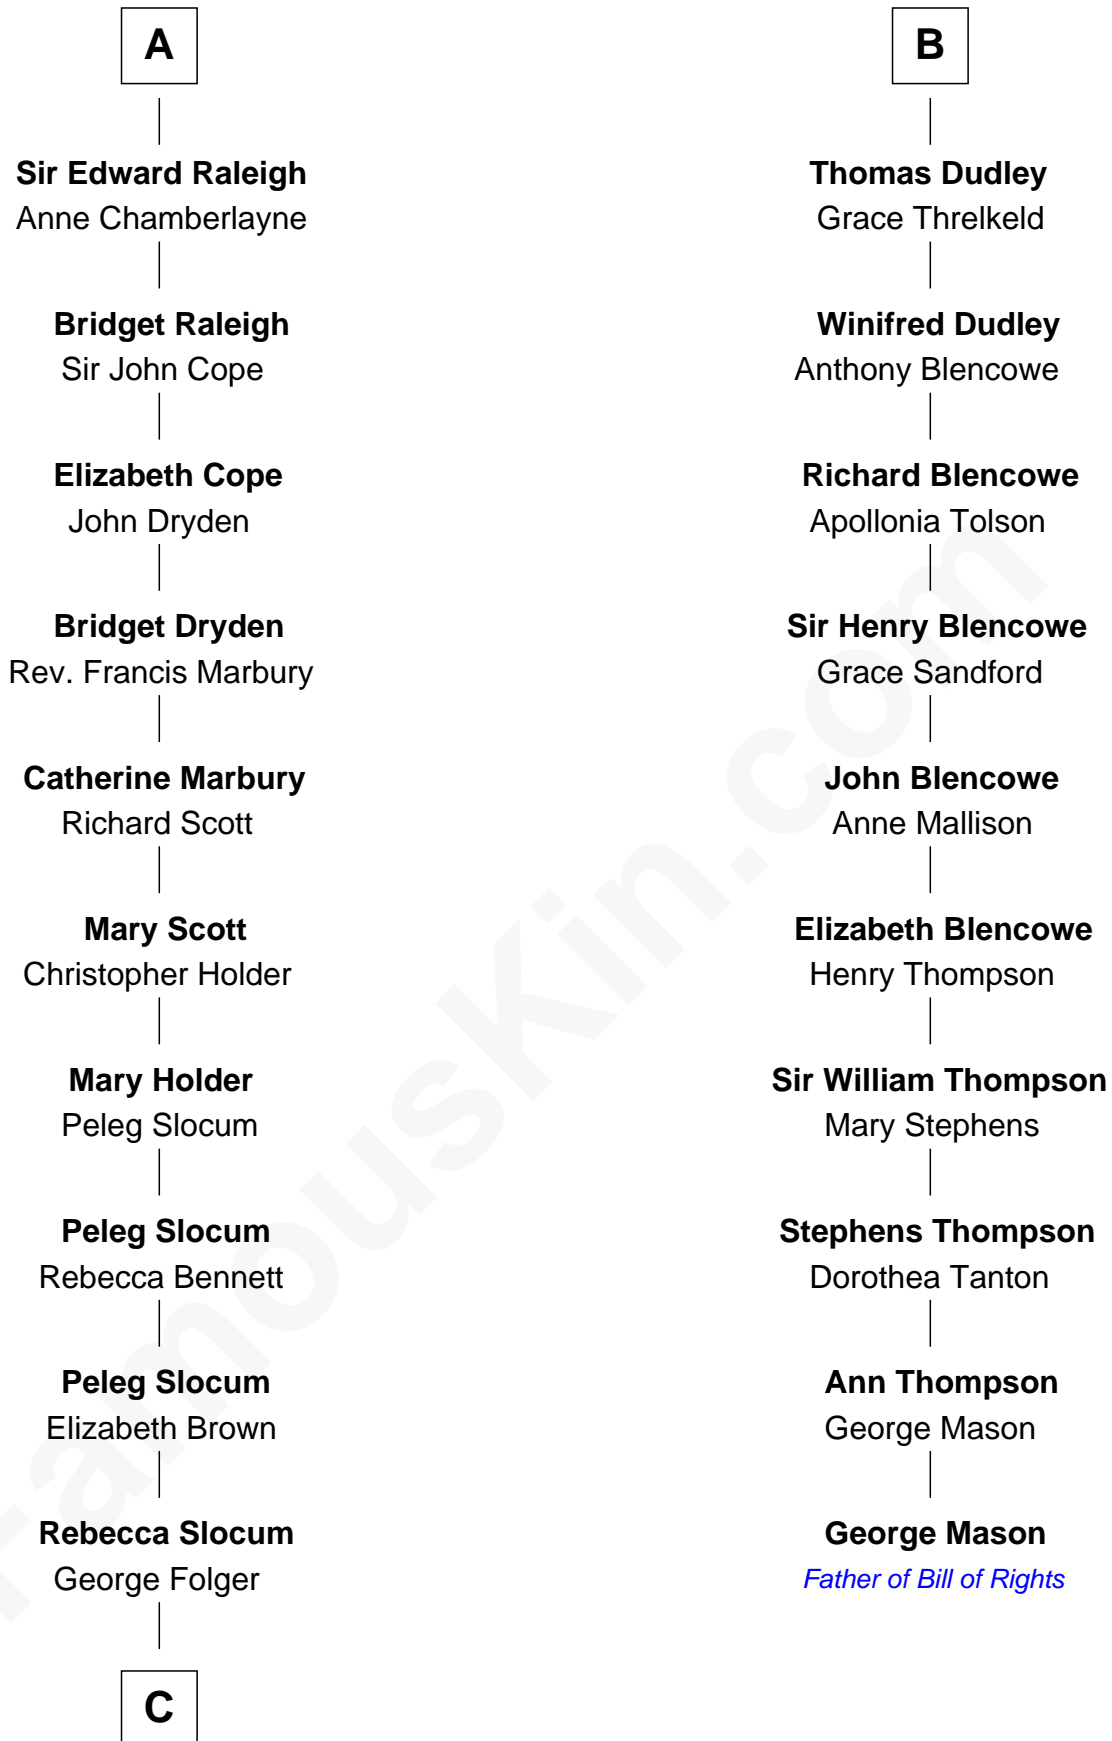 A
Sir Edward Raleigh
Anne Chamberlayne
Bridget Raleigh
Sir John Cope
Elizabeth Cope
John Dryden
Bridget Dryden
Rev. Francis Marbury
Catherine Marbury
Richard Scott
Mary Scott
Christopher Holder
Mary Holder
Peleg Slocum
Peleg Slocum
Rebecca Bennett
Peleg Slocum
Elizabeth Brown
Rebecca Slocum
George Folger
C
B
Thomas Dudley
Grace Threlkeld
Winifred Dudley
Anthony Blencowe
Richard Blencowe
Apollonia Tolson
Sir Henry Blencowe
Grace Sandford
John Blencowe
Anne Mallison
Elizabeth Blencowe
Henry Thompson
Sir William Thompson
Mary Stephens
Stephens Thompson
Dorothea Tanton
Ann Thompson
George Mason
George Mason
Father of Bill of Rights
FamousKin.com